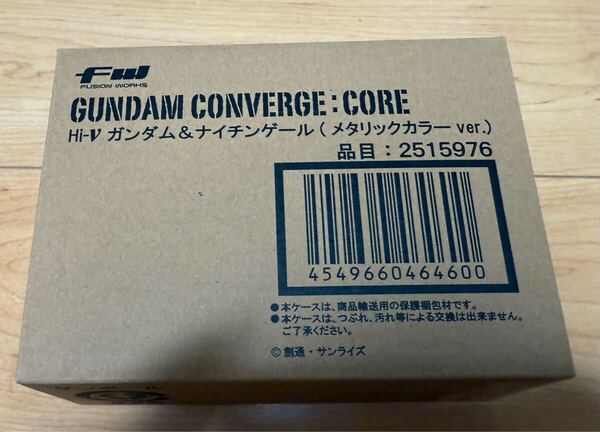 FW
FUSION WORKS
GUNDAM CONVERGE:CORE
Hi-ν ガンダム&ナイチンゲール(メタリックカラー ver.)
品目:2515976
4549660464600
●本ケースは、商品輸送用の保護梱包材です。
●本ケースは、つぶれ、汚れ等による交換は出来ません。
ご了承ください。
©創通・サンライズ